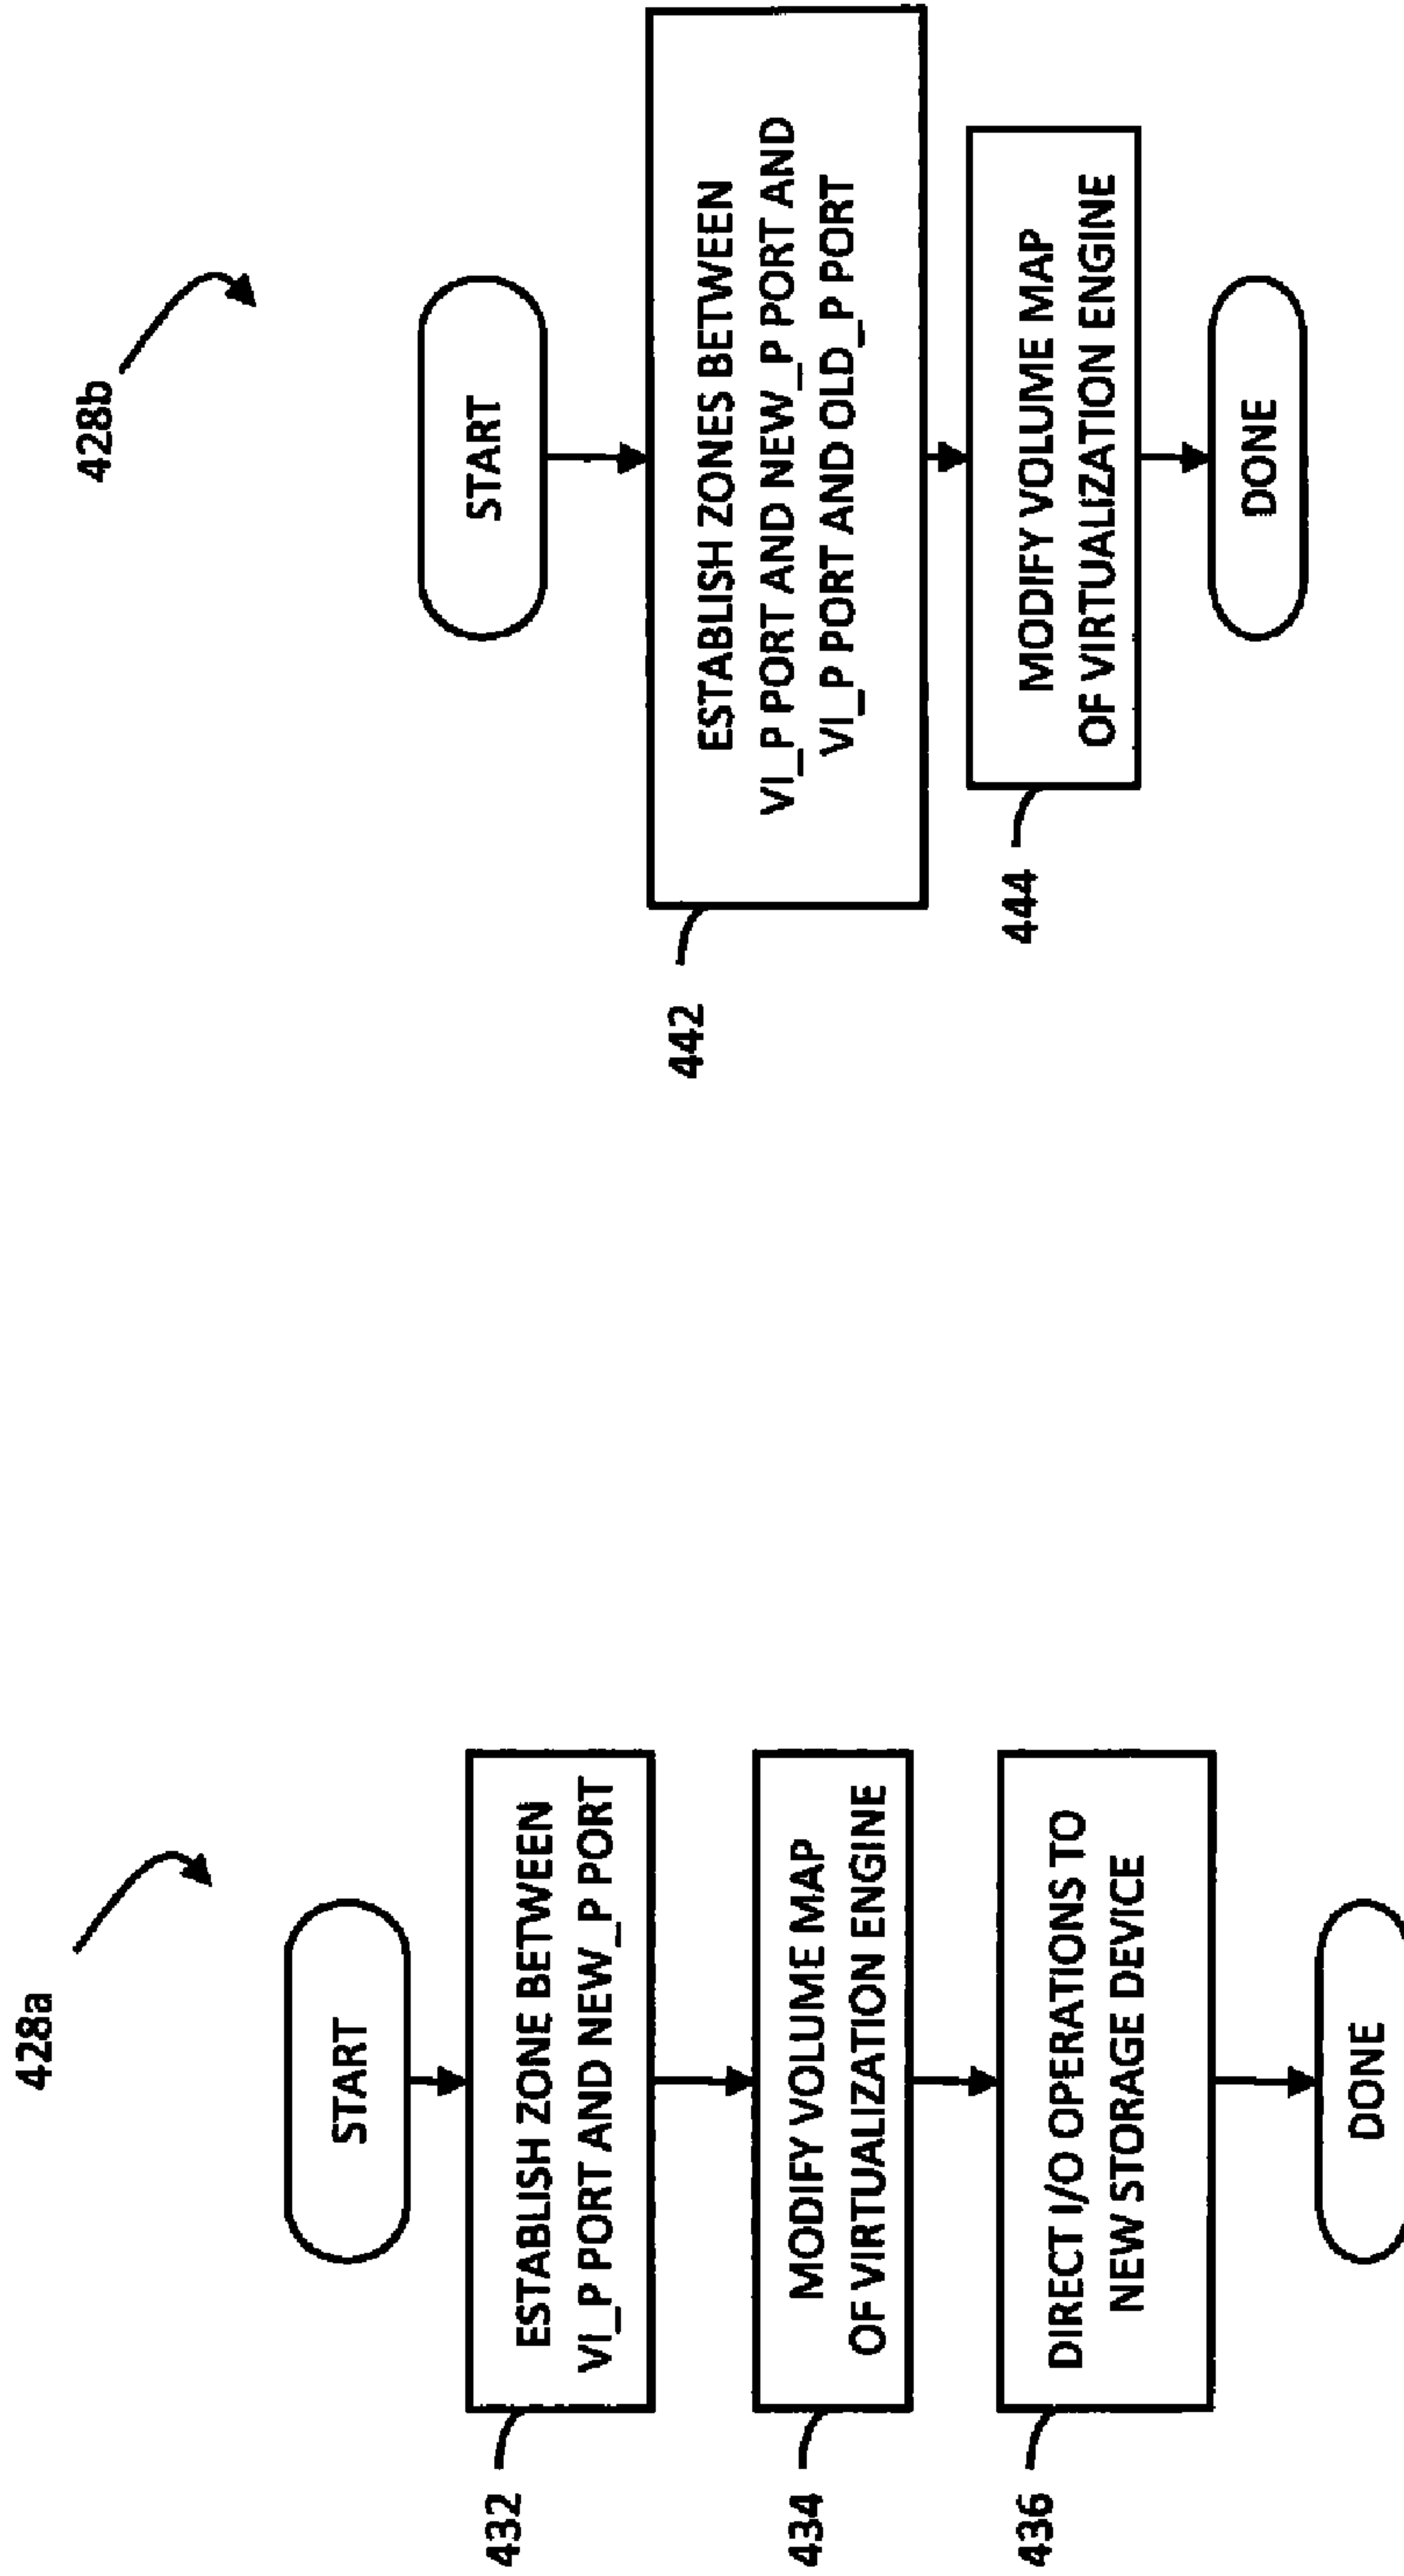 428a
START
ESTABLISH ZONE BETWEEN
VI_P PORT AND NEW_P PORT
432
MODIFY VOLUME MAP
OF VIRTUALIZATION ENGINE
434
DIRECT I/O OPERATIONS TO
NEW STORAGE DEVICE
436
DONE
428b
START
ESTABLISH ZONES BETWEEN
VI_P PORT AND NEW_P PORT AND
VI_P PORT AND OLD_P PORT
442
MODIFY VOLUME MAP
OF VIRTUALIZATION ENGINE
444
DONE